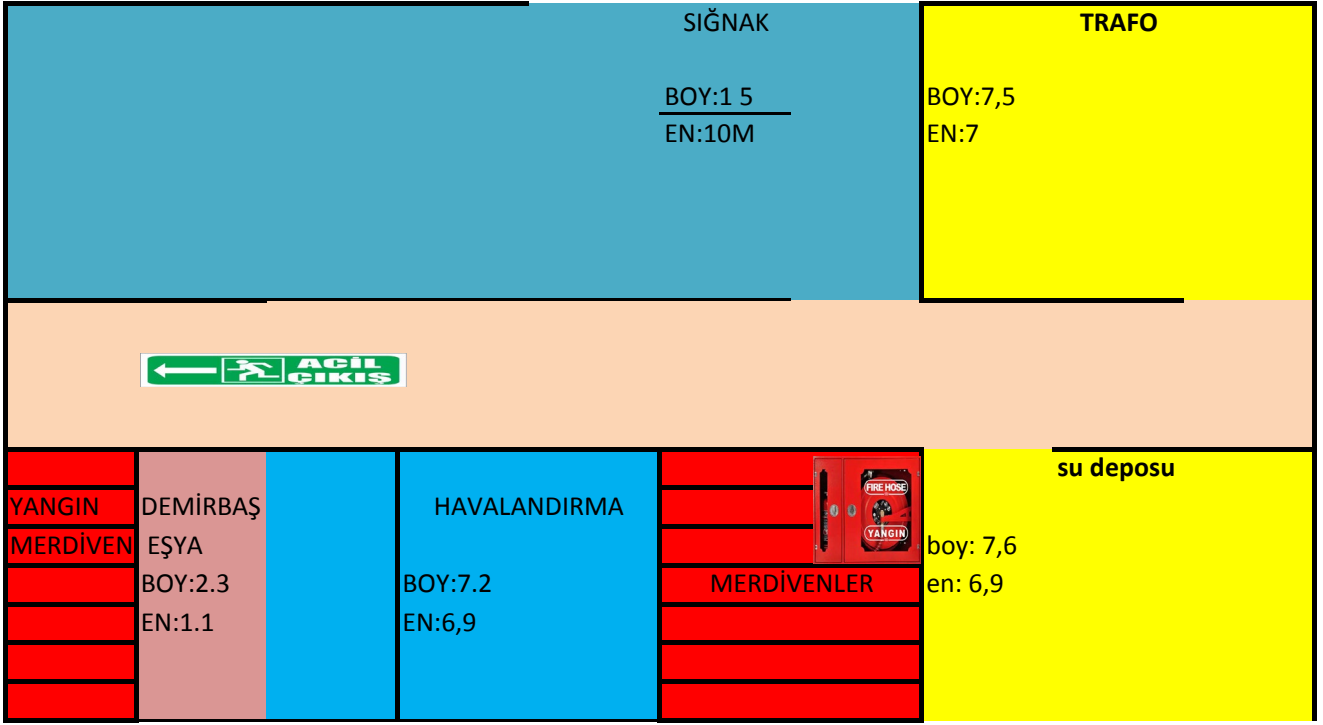 SIĞNAK
BOY:1 5
EN:10M
TRAFO
BOY:7,5
EN:7
ACİL
ÇIKIŞ
YANGIN
MERDİVEN
DEMİRBAŞ
EŞYA
BOY:2.3
EN:1.1
HAVALANDIRMA
BOY:7.2
EN:6,9
FIRE HOSE
YANGIN
MERDİVENLER
su deposu
boy: 7,6
en: 6,9